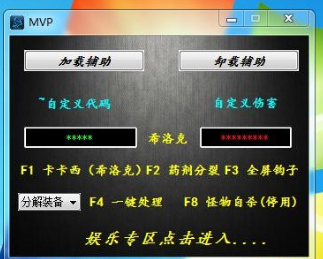 MVP
加载辅助 卸载辅助
~自定义代码 自定义伤害
***** 希洛克 *********
F1 卡卡西(希洛克) F2 药剂分裂 F3 全屏钩子
分解装备 F4 一键处理 F8 怪物自杀(停用)
娱乐专区点击进入....